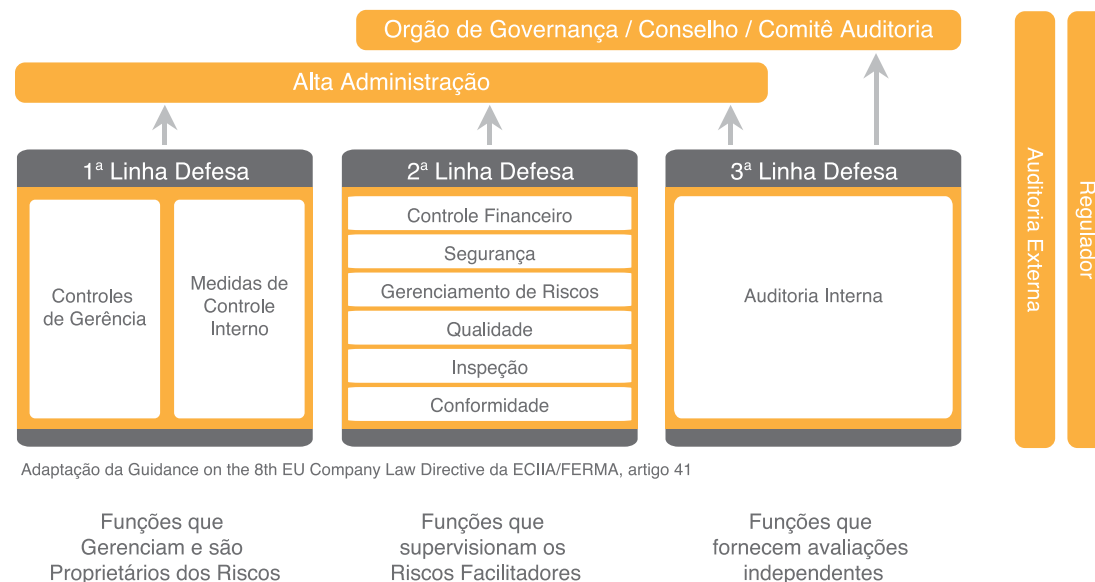 Orgão de Governança / Conselho / Comitê Auditoria
Alta Administração
1ª Linha Defesa
Controles
de Gerência
Medidas de
Controle
Interno
2ª Linha Defesa
Controle Financeiro
Segurança
Gerenciamento de Riscos
Qualidade
Inspeção
Conformidade
3ª Linha Defesa
Auditoria Interna
Auditoria Externa
Regulador
Adaptação da Guidance on the 8th EU Company Law Directive da ECIIA/FERMA, artigo 41
Funções que
Gerenciam e são
Proprietários dos Riscos
Funções que
supervisionam os
Riscos Facilitadores
Funções que
fornecem avaliações
independentes